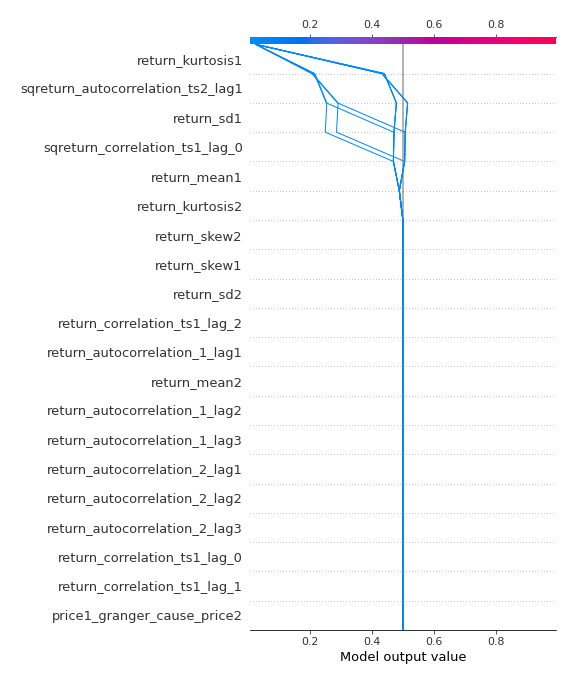 0.2 0.4 0.6 0.8
return_kurtosis1
sqreturn_autocorrelation_ts2_lag1
return_sd1
sqreturn_correlation_ts1_lag_0
return_mean1
return_kurtosis2
return_skew2
return_skew1
return_sd2
return_correlation_ts1_lag_2
return_autocorrelation_1_lag1
return_mean2
return_autocorrelation_1_lag2
return_autocorrelation_1_lag3
return_autocorrelation_2_lag1
return_autocorrelation_2_lag2
return_autocorrelation_2_lag3
return_correlation_ts1_lag_0
return_correlation_ts1_lag_1
price1_granger_cause_price2
0.2 0.4 0.6 0.8
Model output value